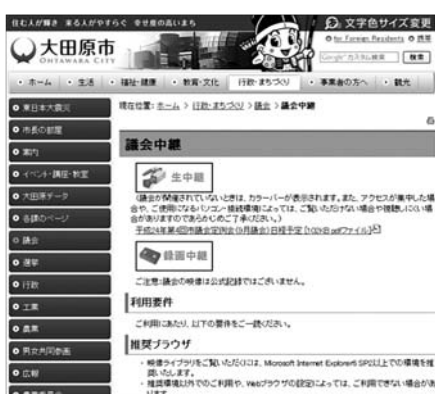 住む人が輝き 来る人がやすらぐ 幸せ度の高いまち
文字色サイズ変更
大田原市
OHTAWARA CITY
for Foreign Residents
携帯
Google カスタム検索
検索
ホーム
生活
福祉・健康
教育・文化
行政・まちづくり
事業者の方へ
観光
東日本大震災
市長の部屋
案内
イベント・講座・教室
大田原データ
各課のページ
議会
選挙
行政
工業
農業
男女共同参画
広報
現在位置：ホーム > 行政・まちづくり > 議会 > 議会中継
議会中継
生中継
（議会が開催されていないときは、カラーバーが表示されます。また、アクセスが集中した場
合や、ご使用になるパソコン・接続環境によっては、ご覧いただけない場合や視聴しにくい場
合がありますのであらかじめご了承ください。）
平成24年第4回市議会定例会（9月議会）日程予定 [102KB pdfファイル]
録画中継
ご注意：議会の映像は公式記録ではございません。
利用要件
ご利用にあたり、以下の要件をご一読ください。
推奨ブラウザ
・映像ライブラリをご覧いただくには、Microsoft Internet Explorer6 SP2以上での環境を推
奨いたします。
・推奨環境以外でのご利用や、Webブラウザの設定によっては、ご利用できない場合があ
ります。